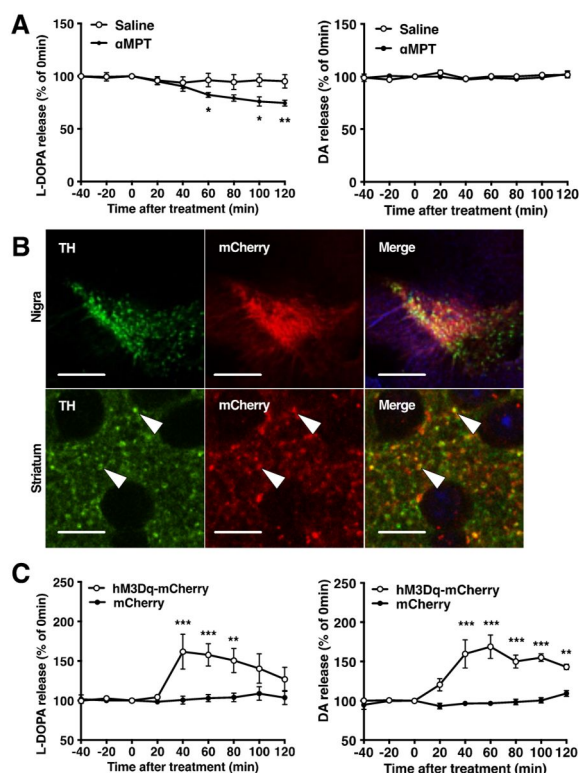 A
Saline
αMPT
L-DOPA release (% of 0min)
150
100
50
0
-40 -20 0 20 40 60 80 100 120
* * **
Time after treatment (min)
Saline
αMPT
DA release (% of 0min)
150
100
50
0
-40 -20 0 20 40 60 80 100 120
Time after treatment (min)
B
TH mCherry Merge
Nigra
TH mCherry Merge
Striatum
C
hM3Dq-mCherry
mCherry
L-DOPA release (% of 0min)
250
200
150
100
50
*** *** **
-40 -20 0 20 40 60 80 100 120
Time after treatment (min)
hM3Dq-mCherry
mCherry
DA release (% of 0min)
250
200
150
100
50
*** *** *** *** **
-40 -20 0 20 40 60 80 100 120
Time after treatment (min)